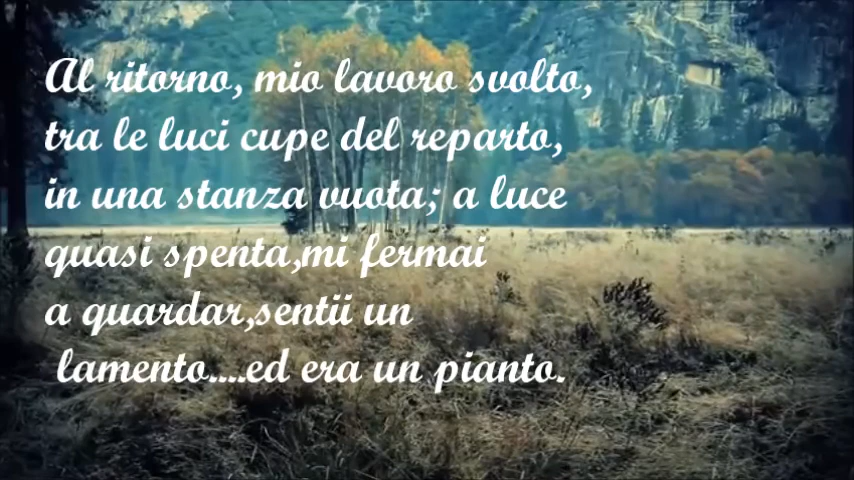 Al ritorno, mio lavoro svolto,
tra le luci cupe del reparto,
in una stanza vuota; a luce
quasi spenta,mi fermai
a guardar,sentii un
lamento....ed era un pianto.